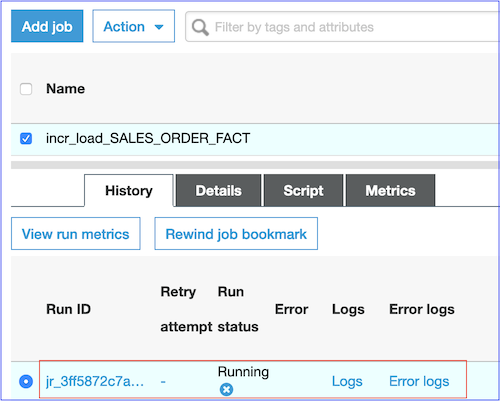 Add job Action Filter by tags and attributes
Name
incr_load_SALES_ORDER_FACT
History Details Script Metrics
View run metrics Rewind job bookmark
Run ID Retry attempt Run status Error Logs Error logs
jr_3ff5872c7a... - Running Logs Error logs